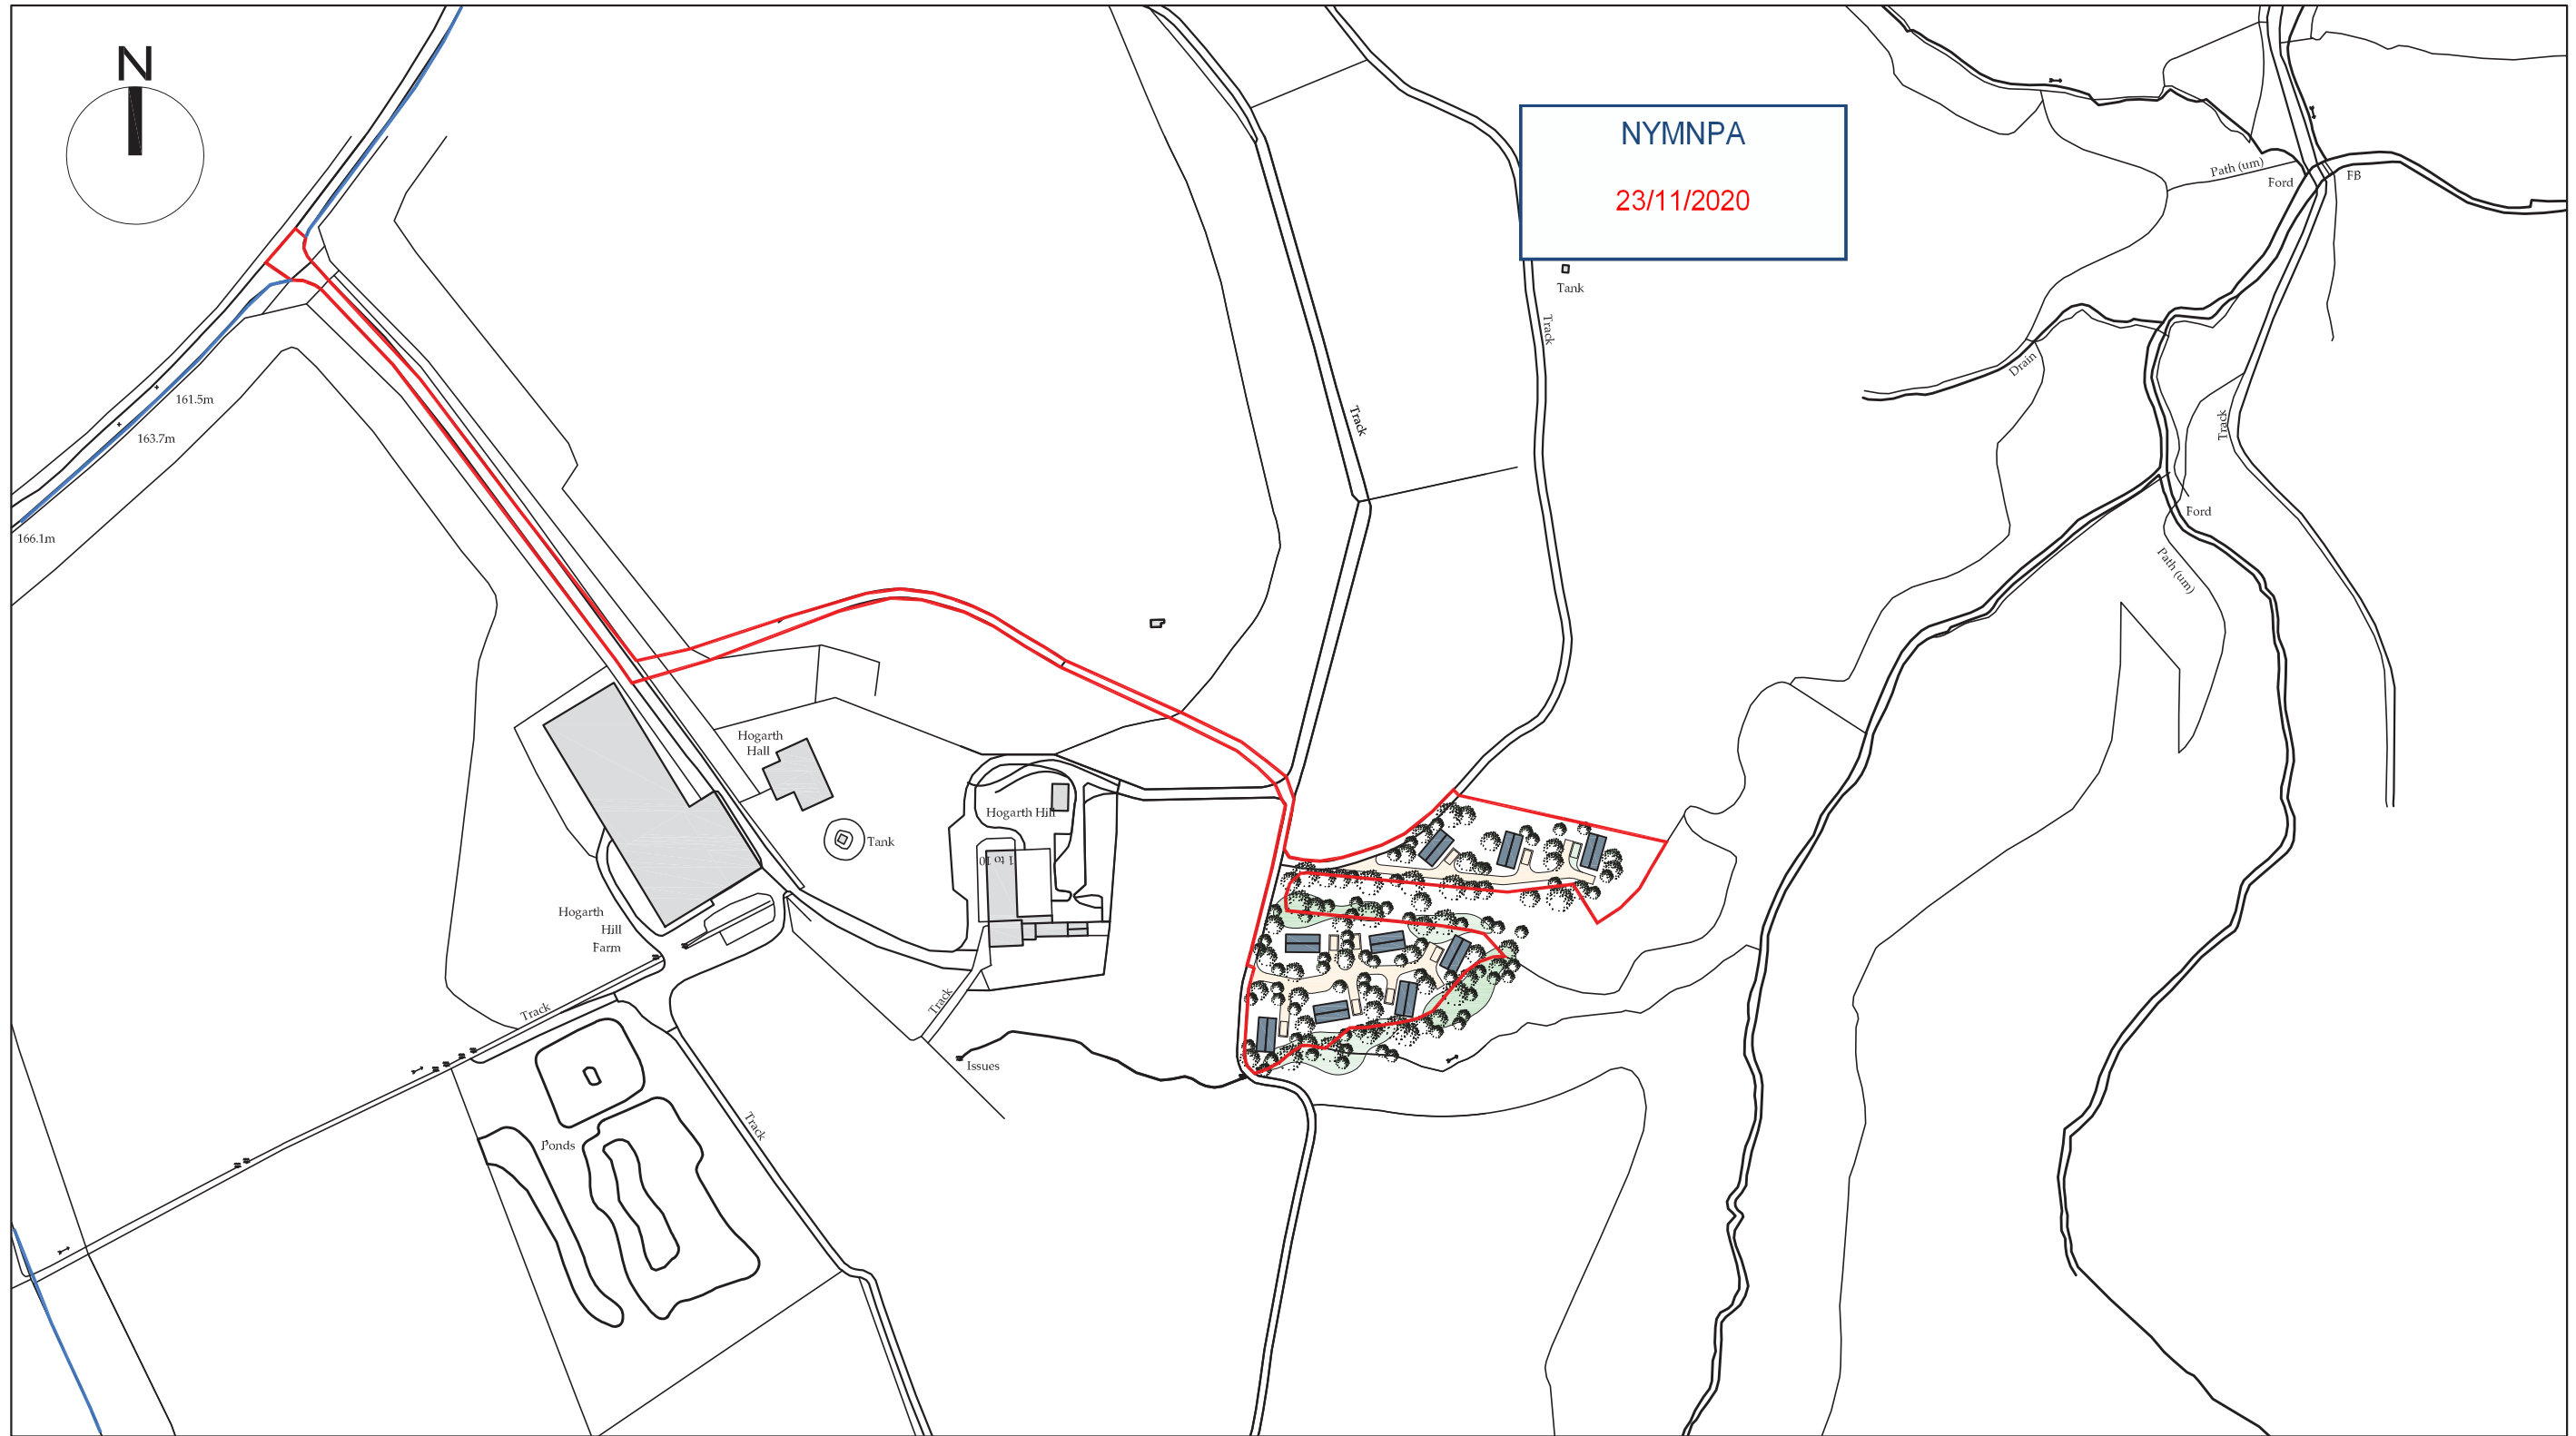 N
NYMNPA
23/11/2020
Path (um)
Ford
FB
Tank
Track
Drain
161.5m
163.7m
166.1m
Track
Track
Ford
Path (um)
Hogarth
Hall
Hogarth Hill
1 to 10
Tank
Hogarth
Hill
Farm
Track
Track
Issues
Track
Ponds